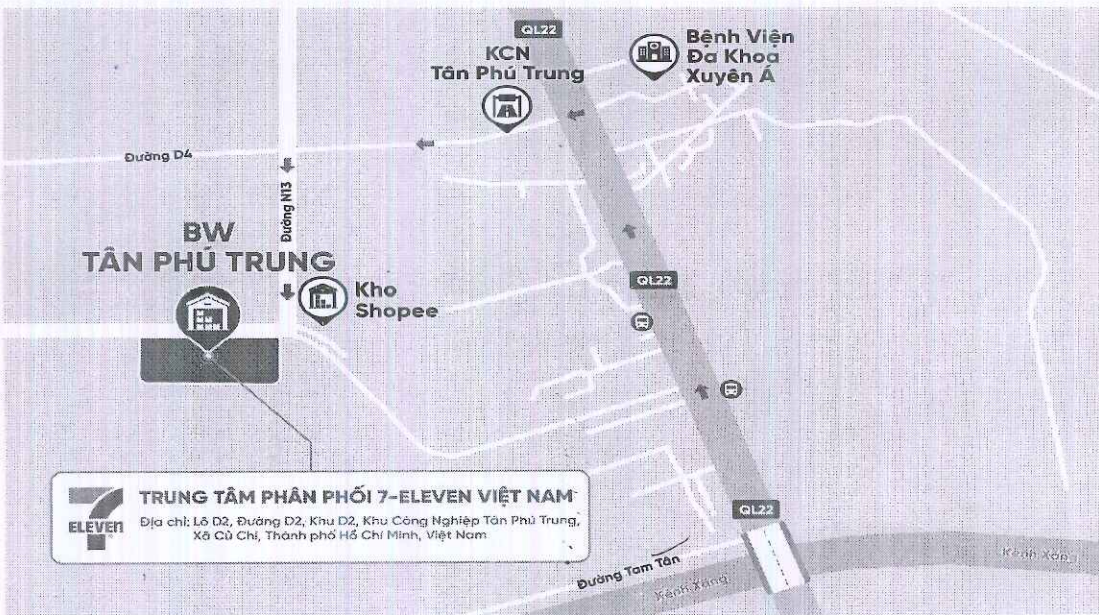 QL22
KCN
Tân Phú Trung
Bệnh Viện
Đa Khoa
Xuyên Á
Đường D4
Đường N13
BW
TÂN PHÚ TRUNG
Kho
Shopee
QL22
7
ELEVEn
TRUNG TÂM PHÂN PHỐI 7-ELEVEN VIỆT NAM
Địa chỉ: Lô D2, Đường D2, Khu D2, Khu Công Nghiệp Tân Phú Trung,
Xã Củ Chi, Thành phố Hồ Chí Minh, Việt Nam
QL22
Đường Tam Tân
Kênh Xáng
Kênh Xáng